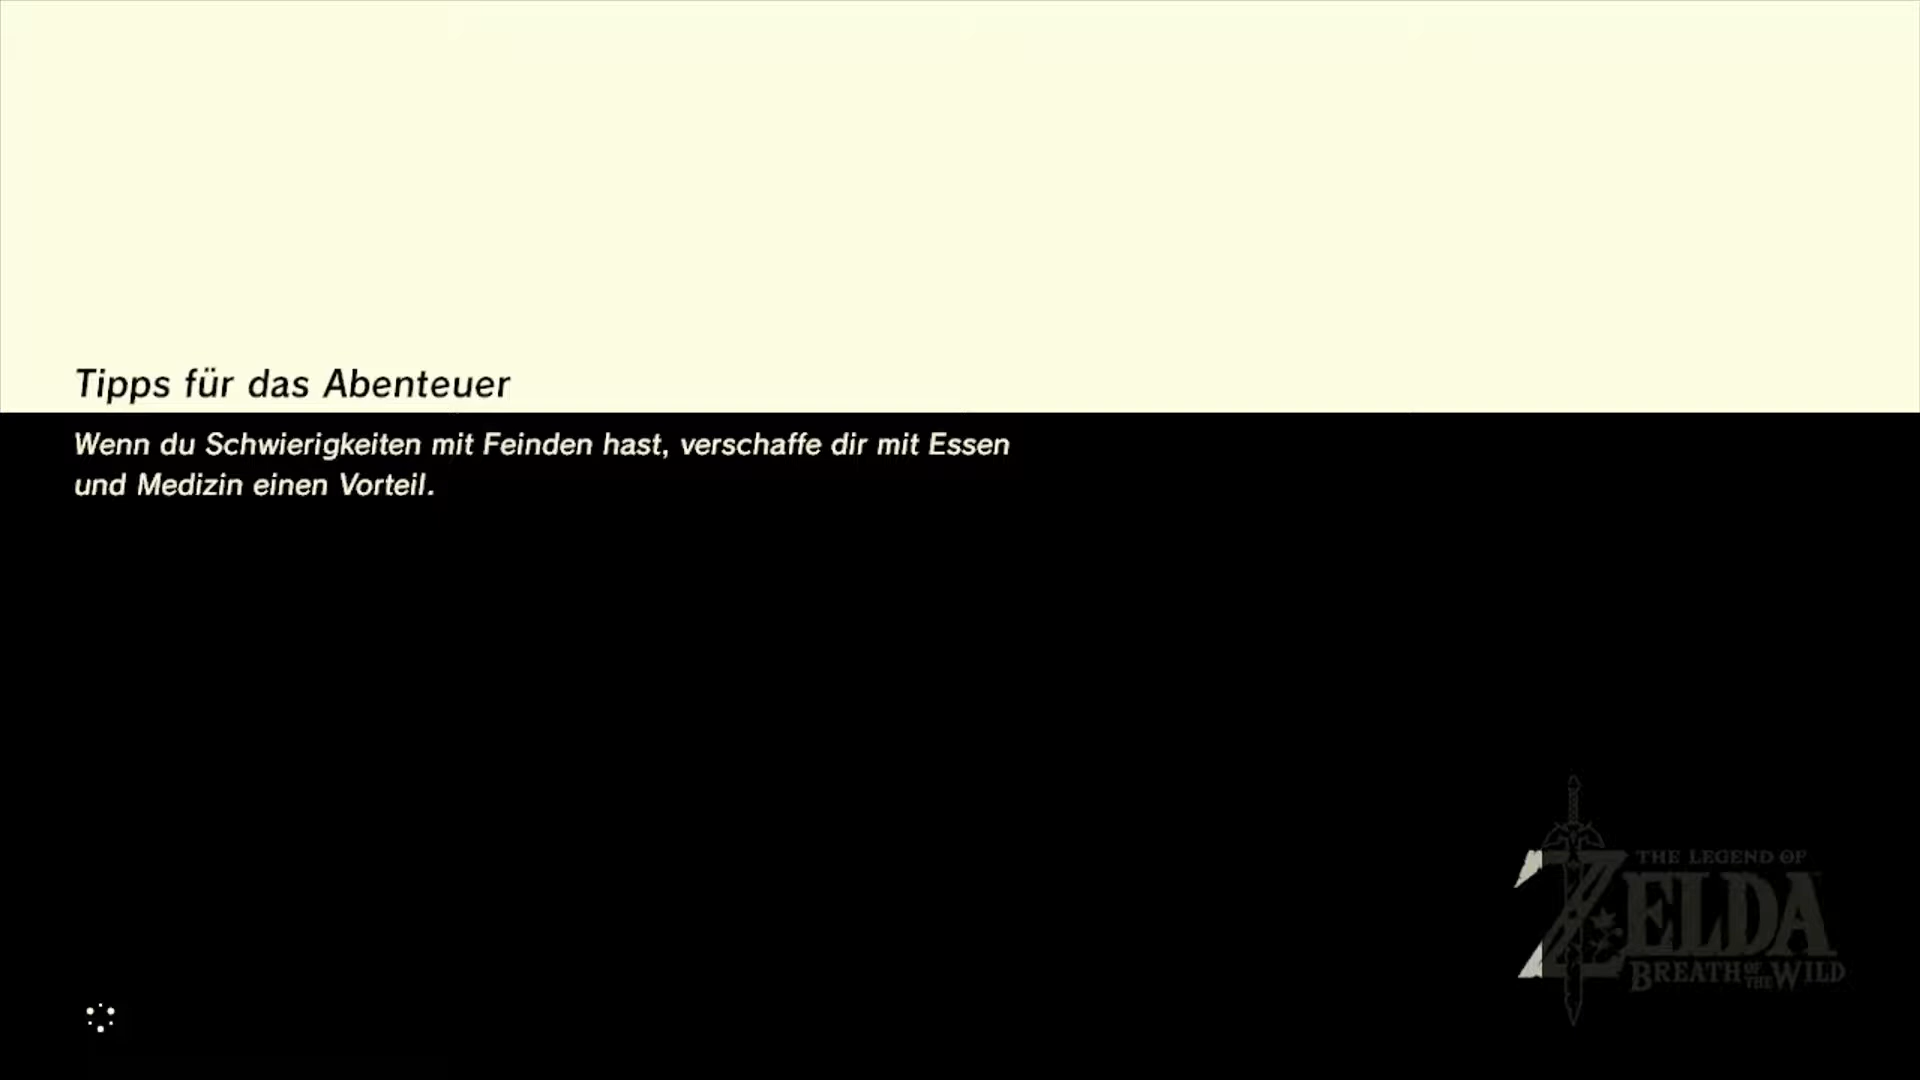 Tipps für das Abenteuer
Wenn du Schwierigkeiten mit Feinden hast, verschaffe dir mit Essen
und Medizin einen Vorteil.
THE LEGEND OF
ZELDA
BREATH OF THE WILD